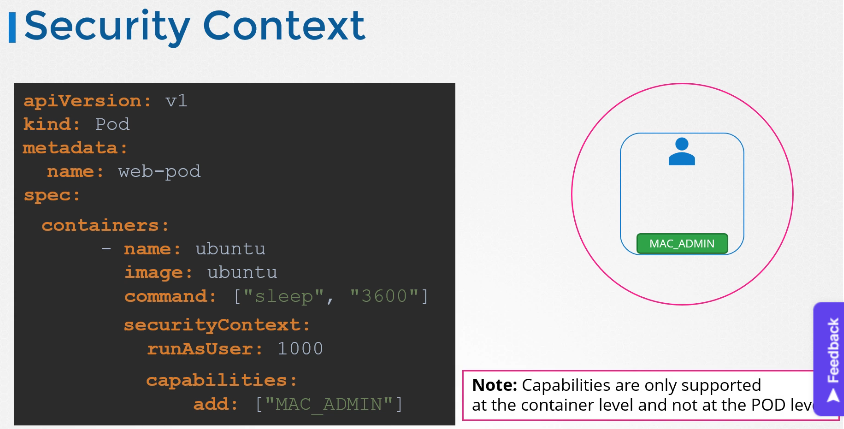 Security Context
apiVersion: v1
kind: Pod
metadata:
name: web-pod
spec:
containers:
- name: ubuntu
image: ubuntu
command: ["sleep", "3600"]
securityContext:
runAsUser: 1000
capabilities:
add: ["MAC_ADMIN"]
MAC_ADMIN
Note: Capabilities are only supported
at the container level and not at the POD
Feedback